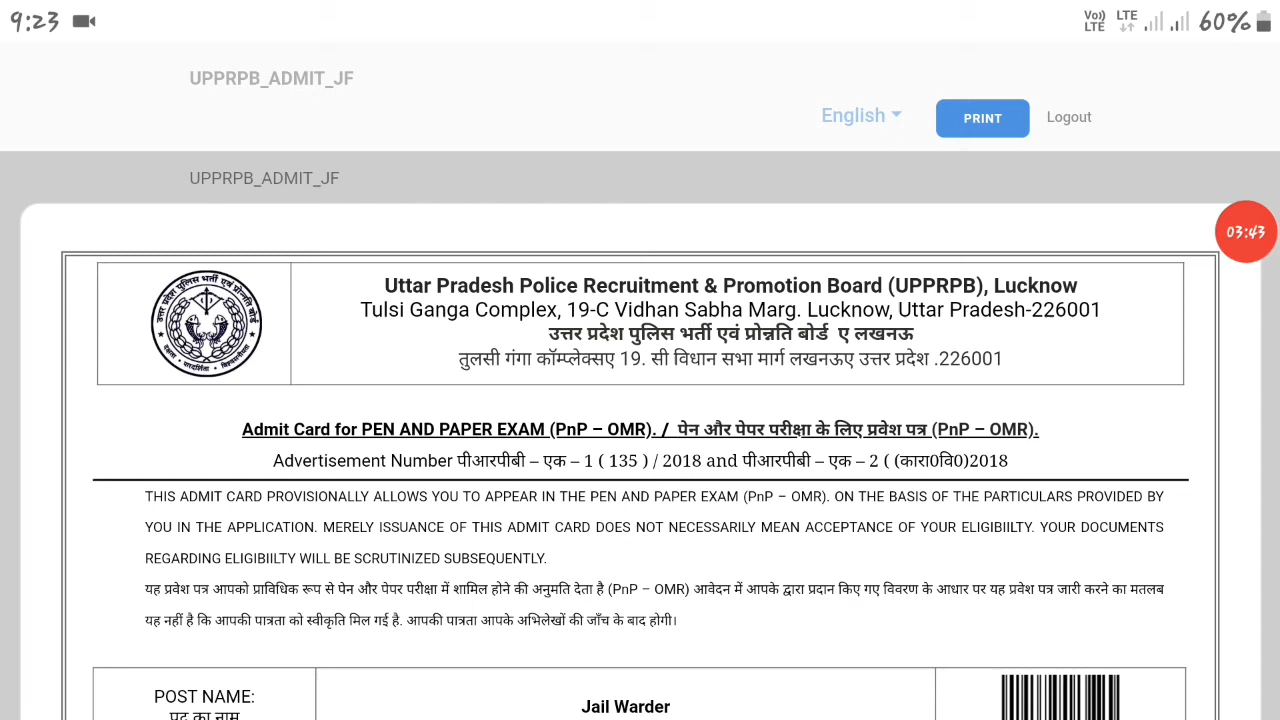 9:23
Vo)) LTE LTE 60%
UPPRPB_ADMIT_JF
English PRINT Logout
UPPRPB_ADMIT_JF
03:43
उत्तर प्रदेश पुलिस भर्ती एवं प्रोन्नति बोर्ड
Uttar Pradesh Police Recruitment & Promotion Board (UPPRPB), Lucknow
Tulsi Ganga Complex, 19-C Vidhan Sabha Marg. Lucknow, Uttar Pradesh-226001
उत्तर प्रदेश पुलिस भर्ती एवं प्रोन्नति बोर्ड ए लखनऊ
तुलसी गंगा कॉम्प्लेक्सए 19. सी विधान सभा मार्ग लखनऊए उत्तर प्रदेश .226001
Admit Card for PEN AND PAPER EXAM (PnP – OMR). / पेन और पेपर परीक्षा के लिए प्रवेश पत्र (PnP – OMR).
Advertisement Number पीआरपीबी – एक – 1 ( 135 ) / 2018 and पीआरपीबी – एक – 2 ( (कारा0वि0)2018
THIS ADMIT CARD PROVISIONALLY ALLOWS YOU TO APPEAR IN THE PEN AND PAPER EXAM (PnP – OMR). ON THE BASIS OF THE PARTICULARS PROVIDED BY
YOU IN THE APPLICATION. MERELY ISSUANCE OF THIS ADMIT CARD DOES NOT NECESSARILY MEAN ACCEPTANCE OF YOUR ELIGIBIILTY. YOUR DOCUMENTS
REGARDING ELIGIBIILTY WILL BE SCRUTINIZED SUBSEQUENTLY.
यह प्रवेश पत्र आपको प्राविधिक रूप से पेन और पेपर परीक्षा में शामिल होने की अनुमति देता है (PnP – OMR) आवेदन में आपके द्वारा प्रदान किए गए विवरण के आधार पर यह प्रवेश पत्र जारी करने का मतलब
यह नहीं है कि आपकी पात्रता को स्वीकृति मिल गई है. आपकी पात्रता आपके अभिलेखों की जाँच के बाद होगी।
POST NAME:
पद का नाम
Jail Warder